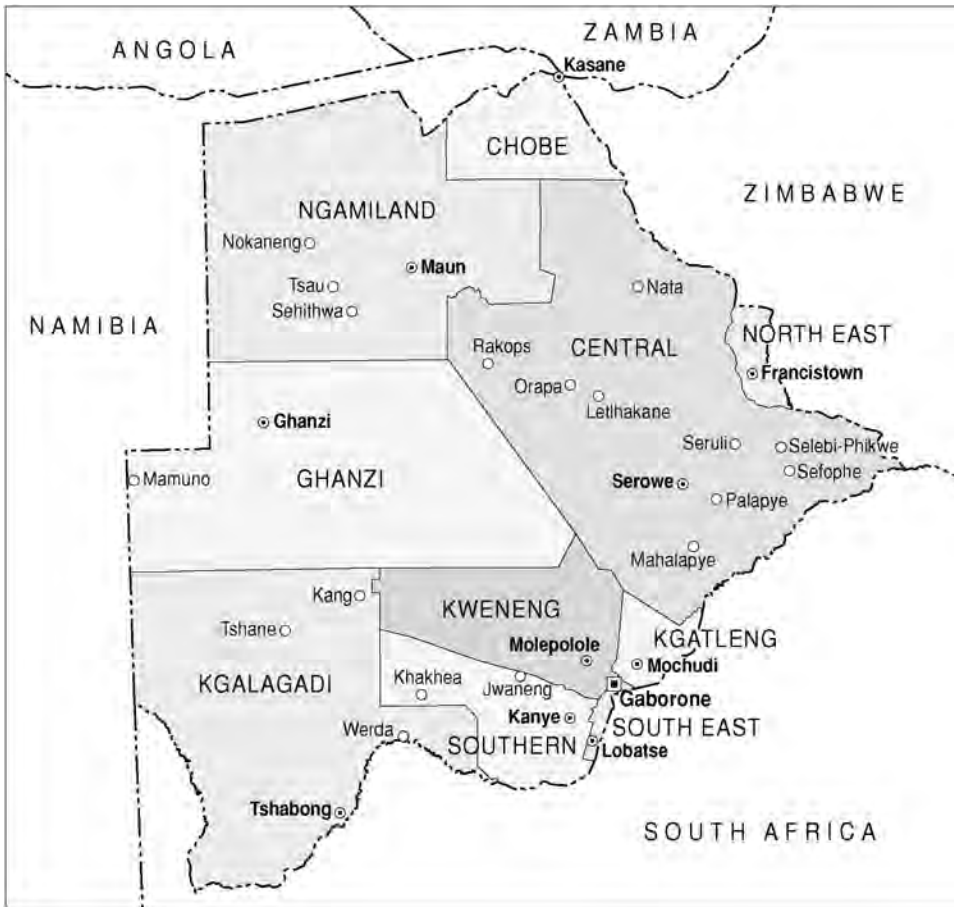 ANGOLA
ZAMBIA
Kasane
CHOBE
ZIMBABWE
NGAMILAND
Nokaneng
Maun
Tsau
Nata
Sehithwa
NAMIBIA
NORTH EAST
CENTRAL
Rakops
Francistown
Orapa
Letlhakane
Ghanzi
Seruli
Selebi-Phikwe
Sefophe
GHANZI
Mamuno
Serowe
Palapye
Mahalapye
Kang
KWENENG
Tshane
KGATLENG
Molepolole
Mochudi
KGALAGADI
Khakhea
Jwaneng
Gaborone
Kanye
SOUTH EAST
Werda
SOUTHERN
Lobatse
Tshabong
SOUTH AFRICA